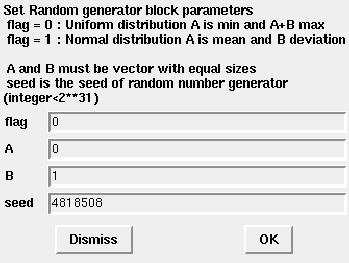 Set Random generator block parameters
flag = 0 : Uniform distribution A is min and A+B max
flag = 1 : Normal distribution A is mean and B deviation
A and B must be vector with equal sizes
seed is the seed of random number generator
(integer<2**31)
flag 0
A 0
B 1
seed 4818508
Dismiss OK